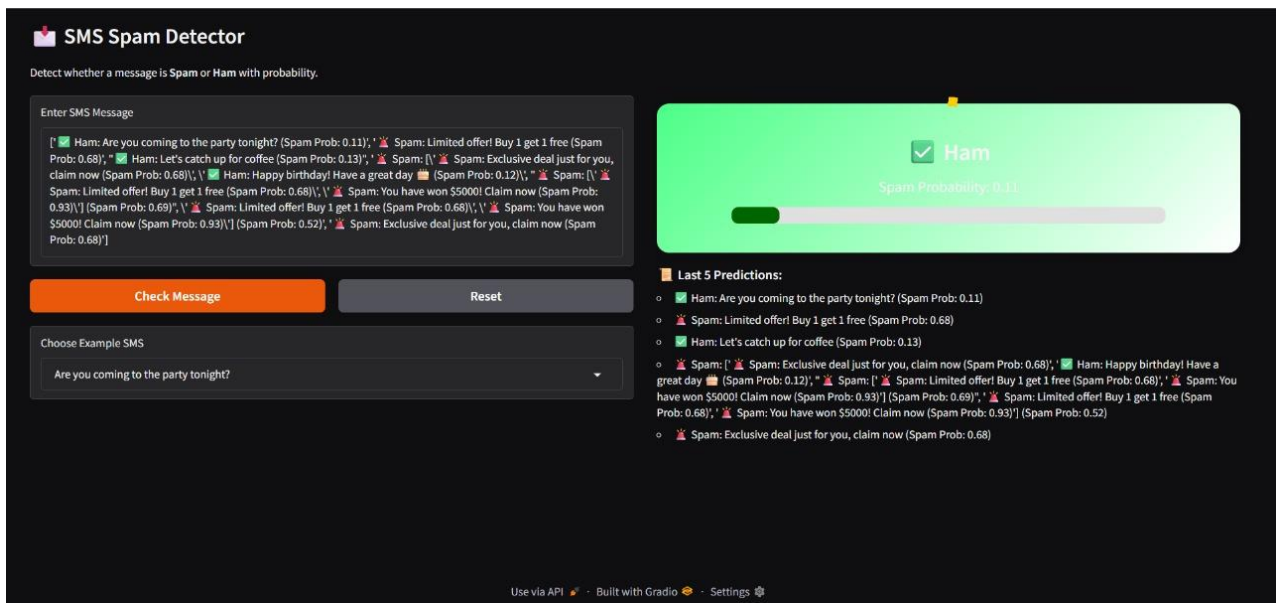 📩 SMS Spam Detector
Detect whether a message is Spam or Ham with probability.
Enter SMS Message
[' ✅ Ham: Are you coming to the party tonight? (Spam Prob: 0.11)', ' 🚨 Spam: Limited offer! Buy 1 get 1 free (Spam
Prob: 0.68)', " ✅ Ham: Let's catch up for coffee (Spam Prob: 0.13)", ' 🚨 Spam: [\' 🚨 Spam: Exclusive deal just for you,
claim now (Spam Prob: 0.68)\', \' ✅ Ham: Happy birthday! Have a great day 🎂 (Spam Prob: 0.12)\', " 🚨 Spam: [\' 🚨
Spam: Limited offer! Buy 1 get 1 free (Spam Prob: 0.68)\', \' 🚨 Spam: You have won $5000! Claim now (Spam Prob:
0.93)\'] (Spam Prob: 0.69)", \' 🚨 Spam: Limited offer! Buy 1 get 1 free (Spam Prob: 0.68)\', \' 🚨 Spam: You have won
$5000! Claim now (Spam Prob: 0.93)\'] (Spam Prob: 0.52)', ' 🚨 Spam: Exclusive deal just for you, claim now (Spam
Prob: 0.68)']
Check Message
Reset
Choose Example SMS
Are you coming to the party tonight?
✅ Ham
Spam Probability: 0.11
📜 Last 5 Predictions:
✅ Ham: Are you coming to the party tonight? (Spam Prob: 0.11)
🚨 Spam: Limited offer! Buy 1 get 1 free (Spam Prob: 0.68)
✅ Ham: Let's catch up for coffee (Spam Prob: 0.13)
🚨 Spam: [' 🚨 Spam: Exclusive deal just for you, claim now (Spam Prob: 0.68)', ' ✅ Ham: Happy birthday! Have a
great day 🎂 (Spam Prob: 0.12)', " 🚨 Spam: [' 🚨 Spam: Limited offer! Buy 1 get 1 free (Spam Prob: 0.68)', ' 🚨 Spam: You
have won $5000! Claim now (Spam Prob: 0.93)'] (Spam Prob: 0.69)", ' 🚨 Spam: Limited offer! Buy 1 get 1 free (Spam
Prob: 0.68)', ' 🚨 Spam: You have won $5000! Claim now (Spam Prob: 0.93)'] (Spam Prob: 0.52)
🚨 Spam: Exclusive deal just for you, claim now (Spam Prob: 0.68)
Use via API 🚀 · Built with Gradio · Settings ⚙️